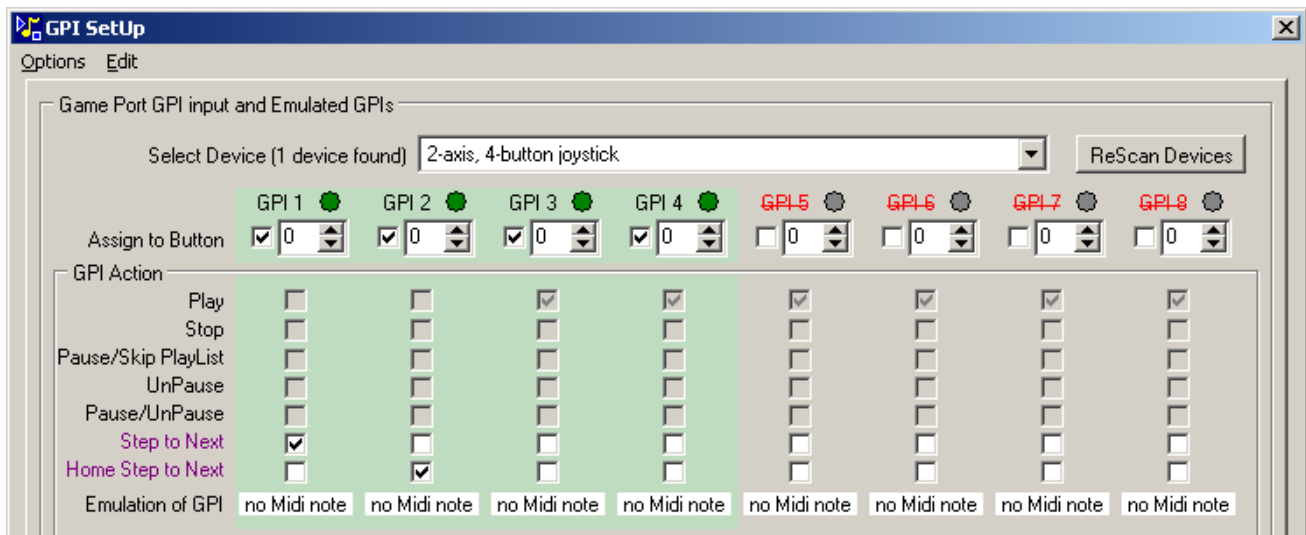 GPI SetUp
Options Edit
Game Port GPI input and Emulated GPIs
Select Device (1 device found) 2-axis, 4-button joystick ReScan Devices
GPI 1 GPI 2 GPI 3 GPI 4 GPI 5 GPI 6 GPI 7 GPI 8
Assign to Button 0 0 0 0 0 0 0 0
GPI Action
Play
Stop
Pause/Skip PlayList
UnPause
Pause/UnPause
Step to Next
Home Step to Next
Emulation of GPI no Midi note no Midi note no Midi note no Midi note no Midi note no Midi note no Midi note no Midi note